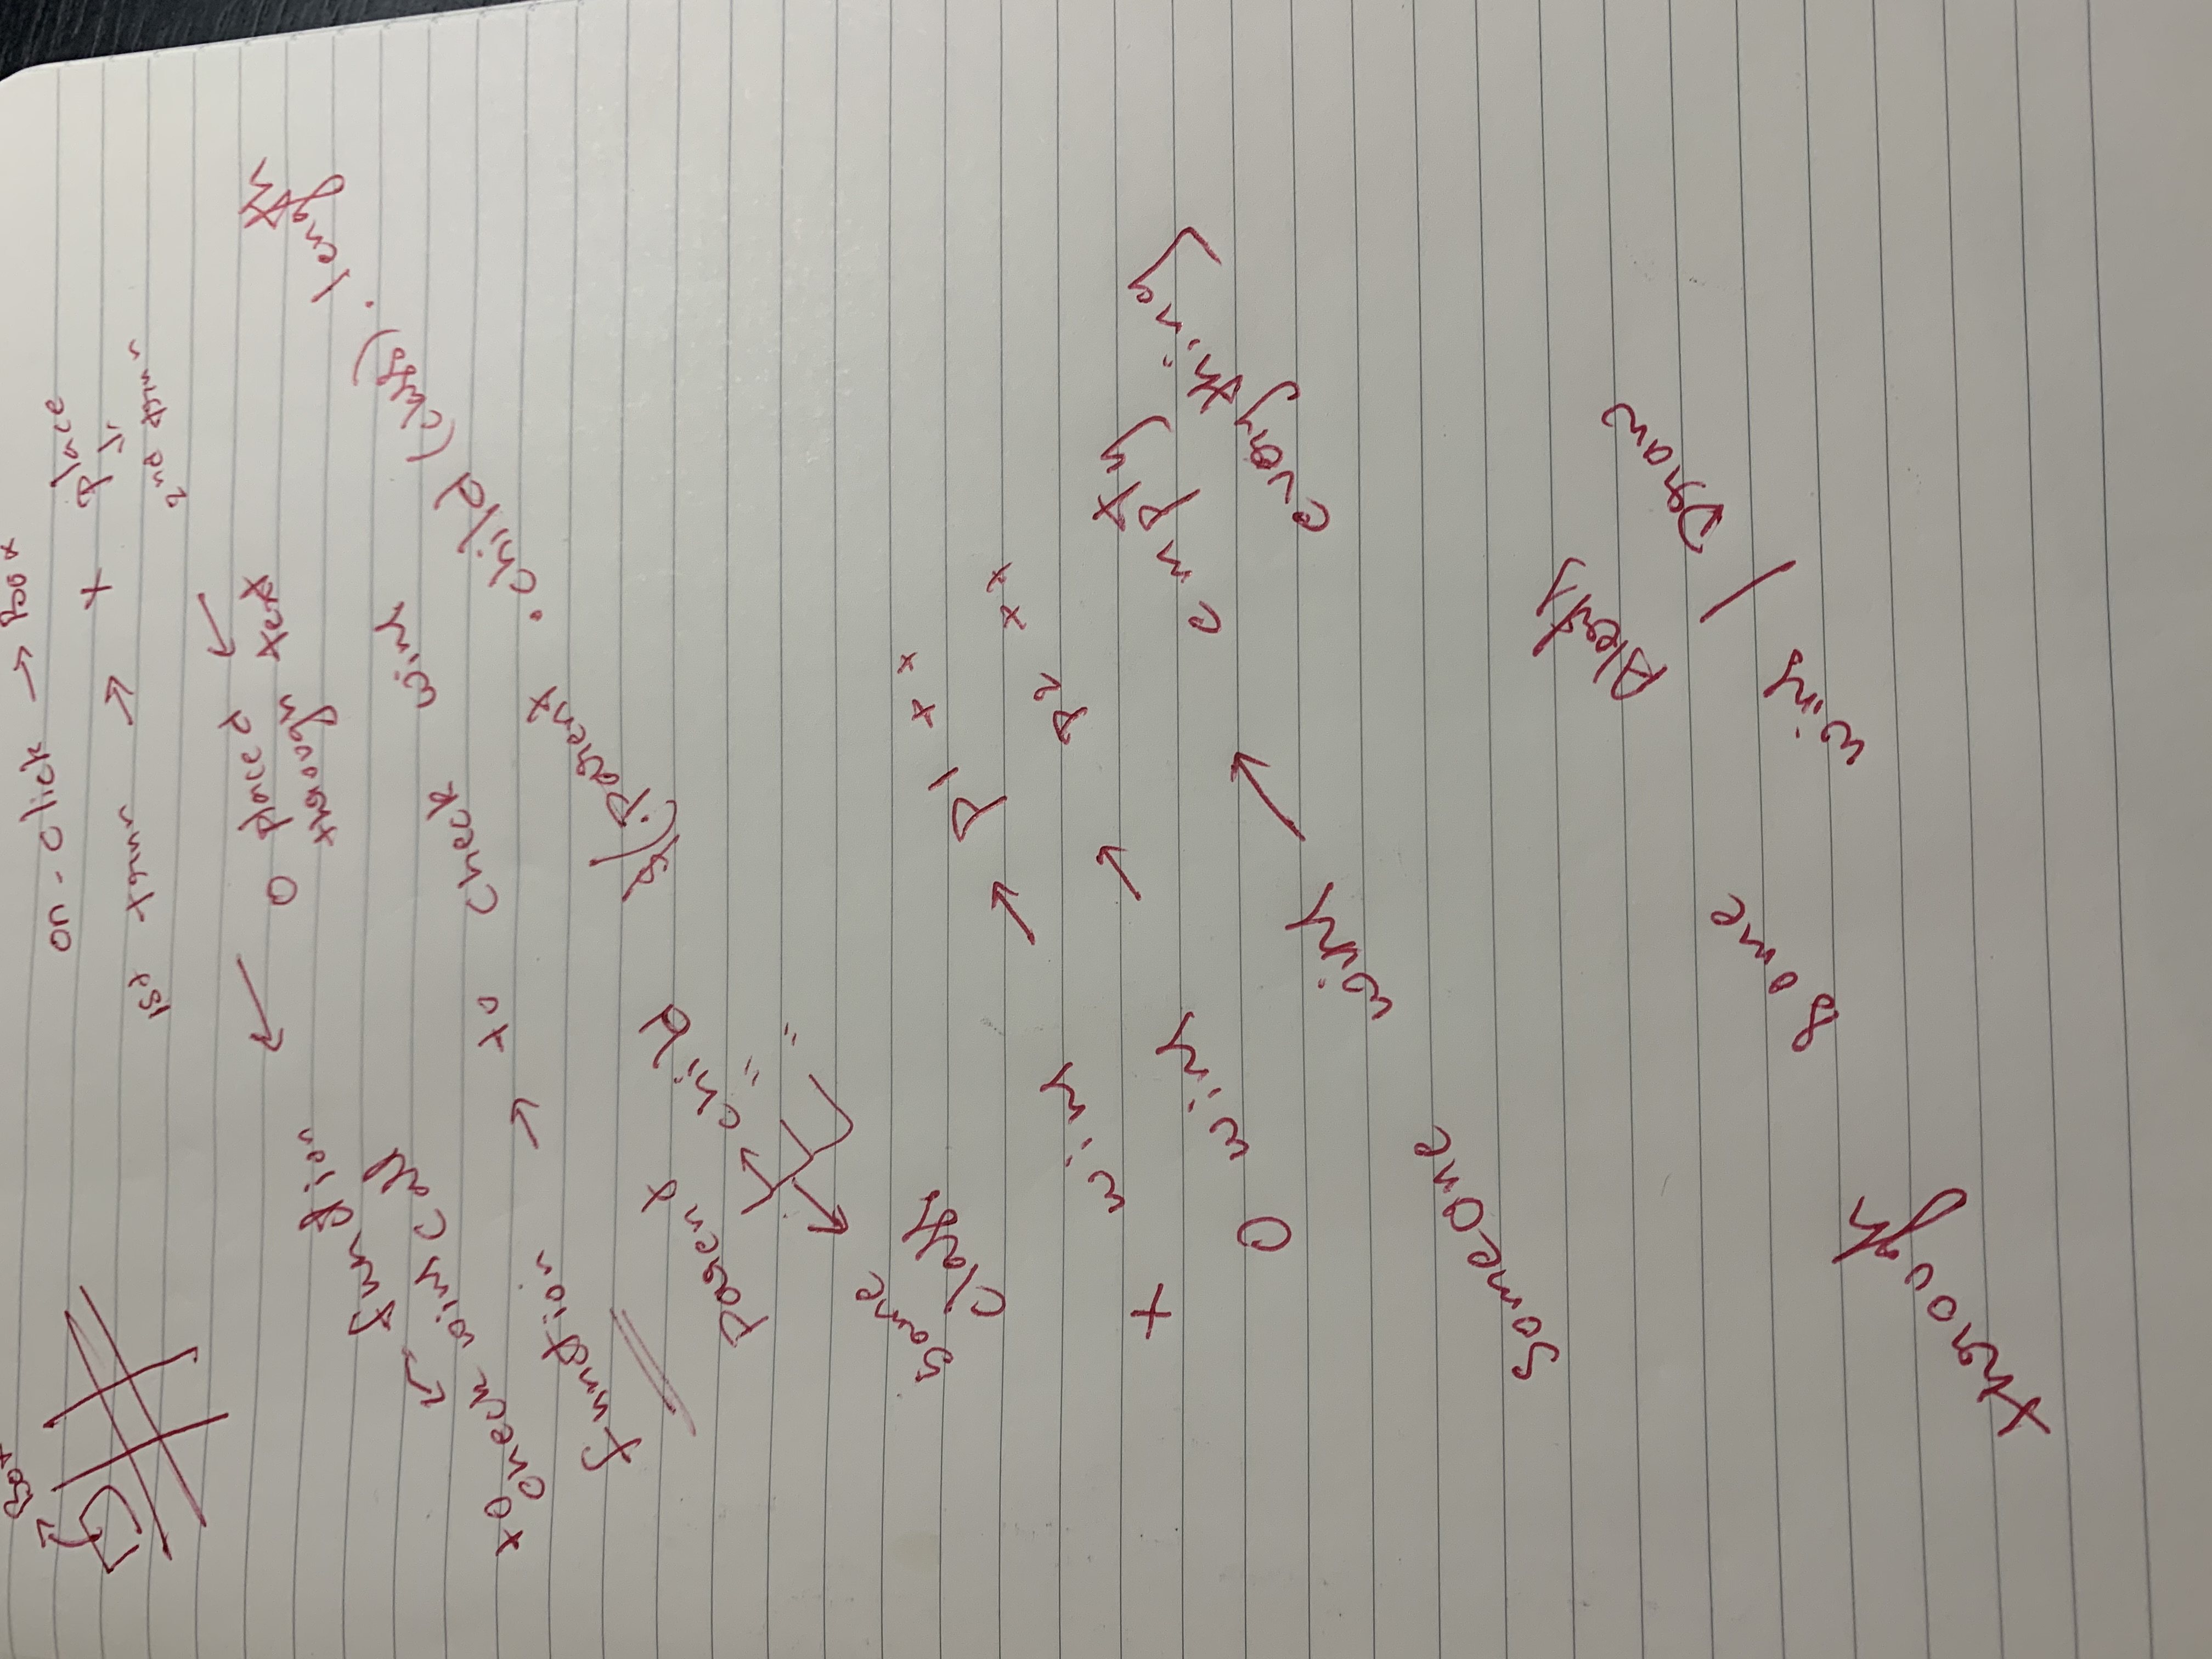 Box
on-click → Box
1st turn → x place
↓
2nd turn
← O placed ←
through text
← function
to check wins call
function → to check wins
$(.parent .child (class).length
Parent
→ child
"
"
same
class
x wins → P1 ++
O wins → P2 ++
Someone wins → empty
everything
through some Alerts
wins / Draw